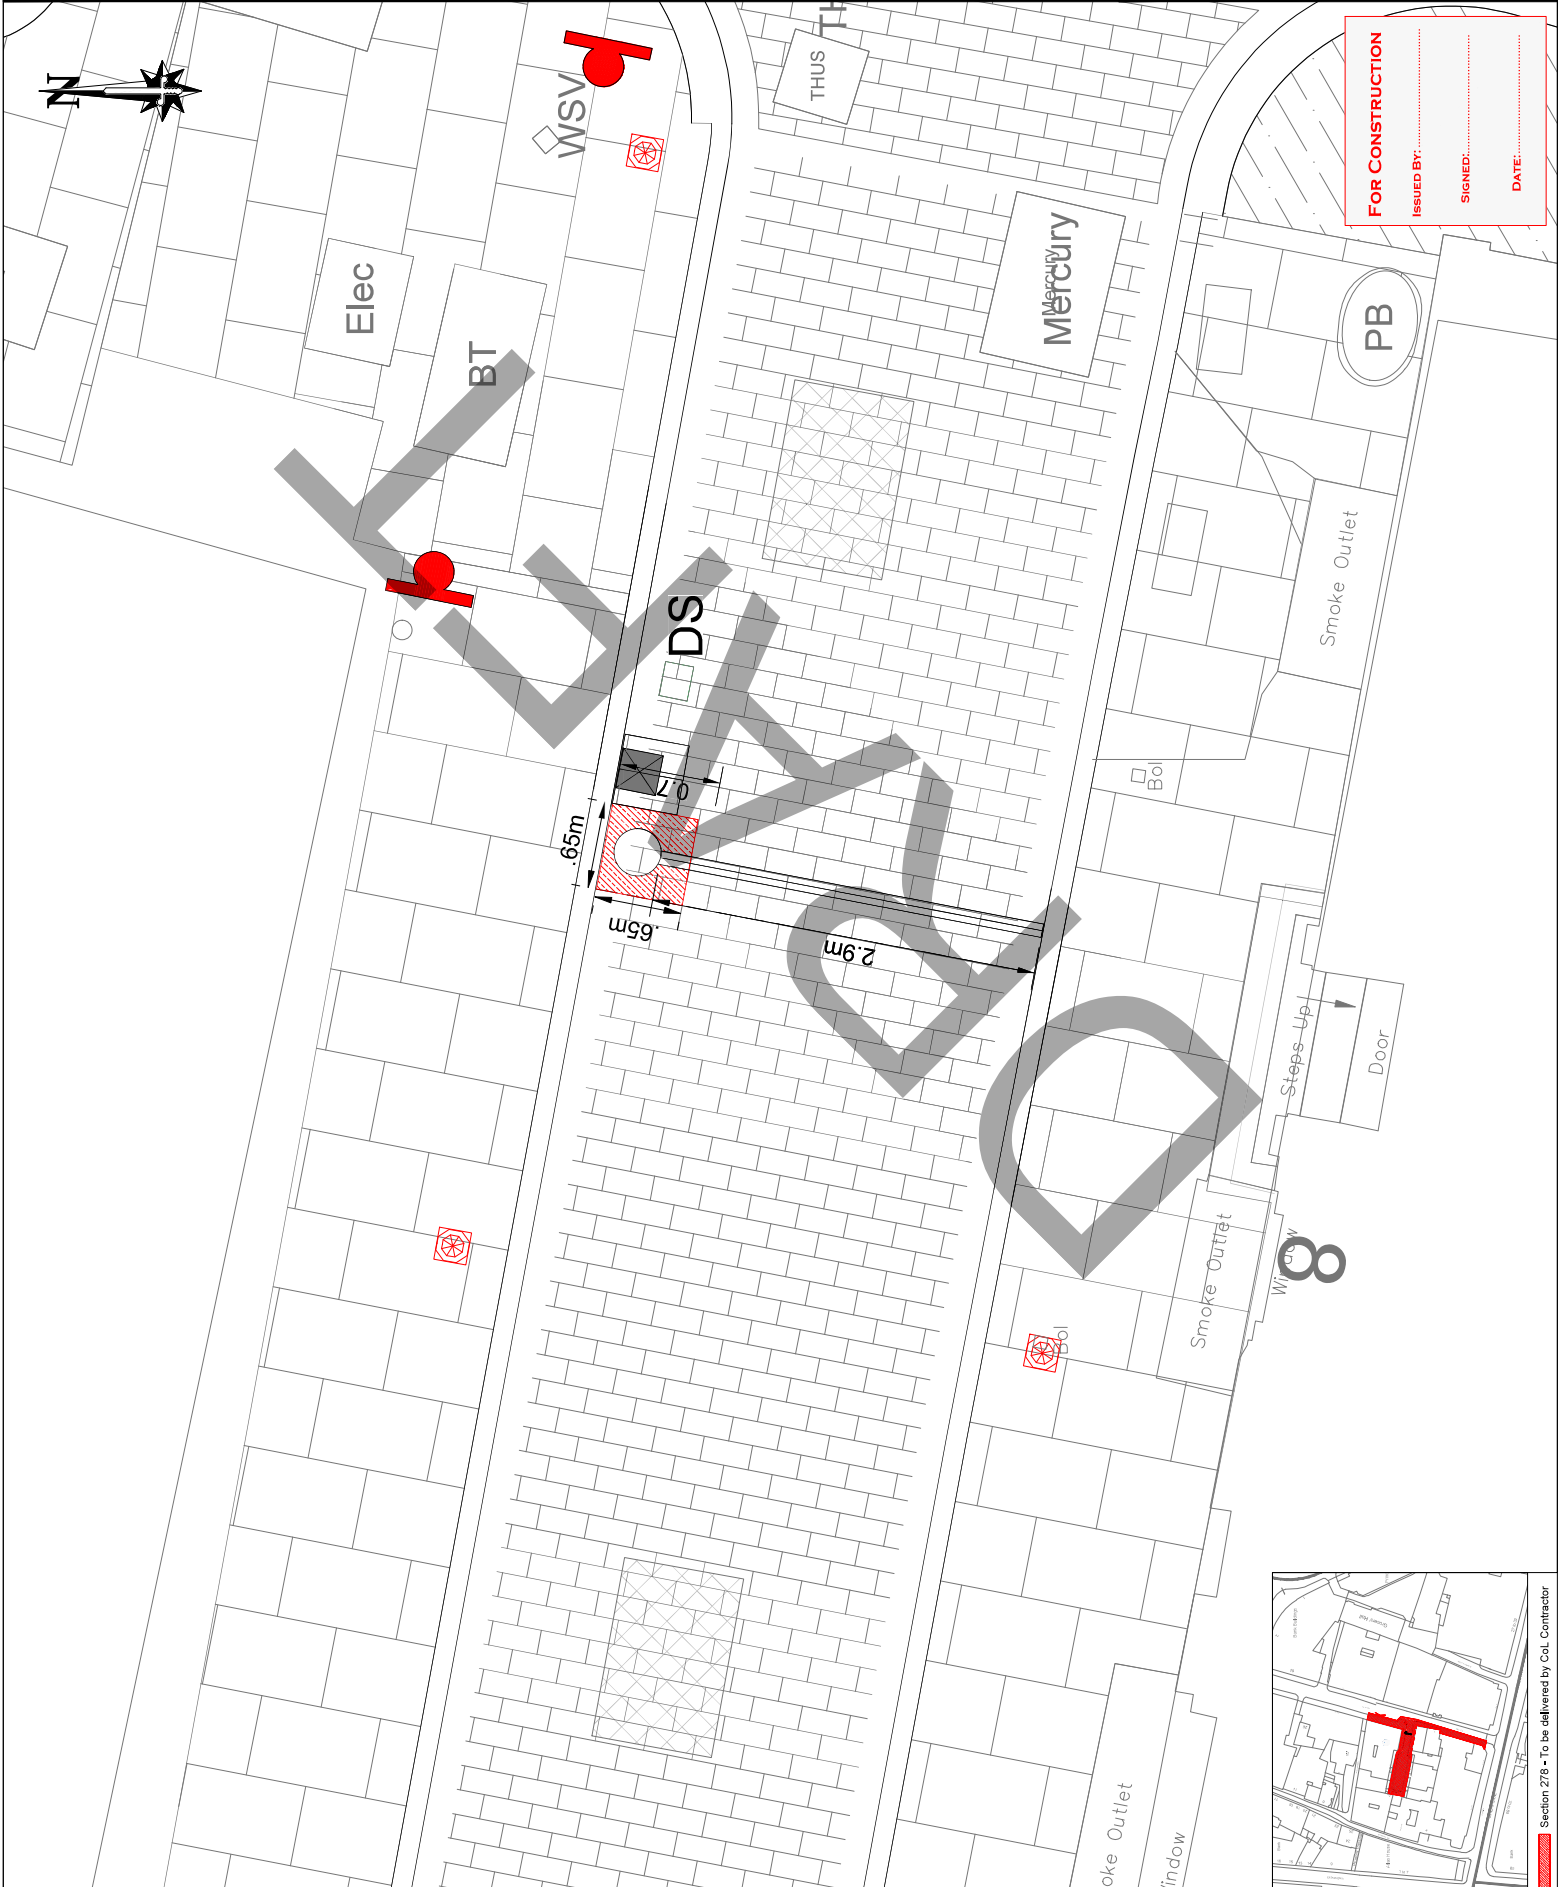 N
WSV
THUS
TH
FOR CONSTRUCTION
ISSUED BY:
SIGNED:
DATE:
Elec
BT
Mercury
Mercury
PB
DRAFT
DS
Smoke Outlet
0.7
.65m
.65m
2.9m
Bol
Steps Up
Door
Smoke Outlet
Window
8
Bol
oke Outlet
indow
Section 278 - To be delivered by CoL Contractor